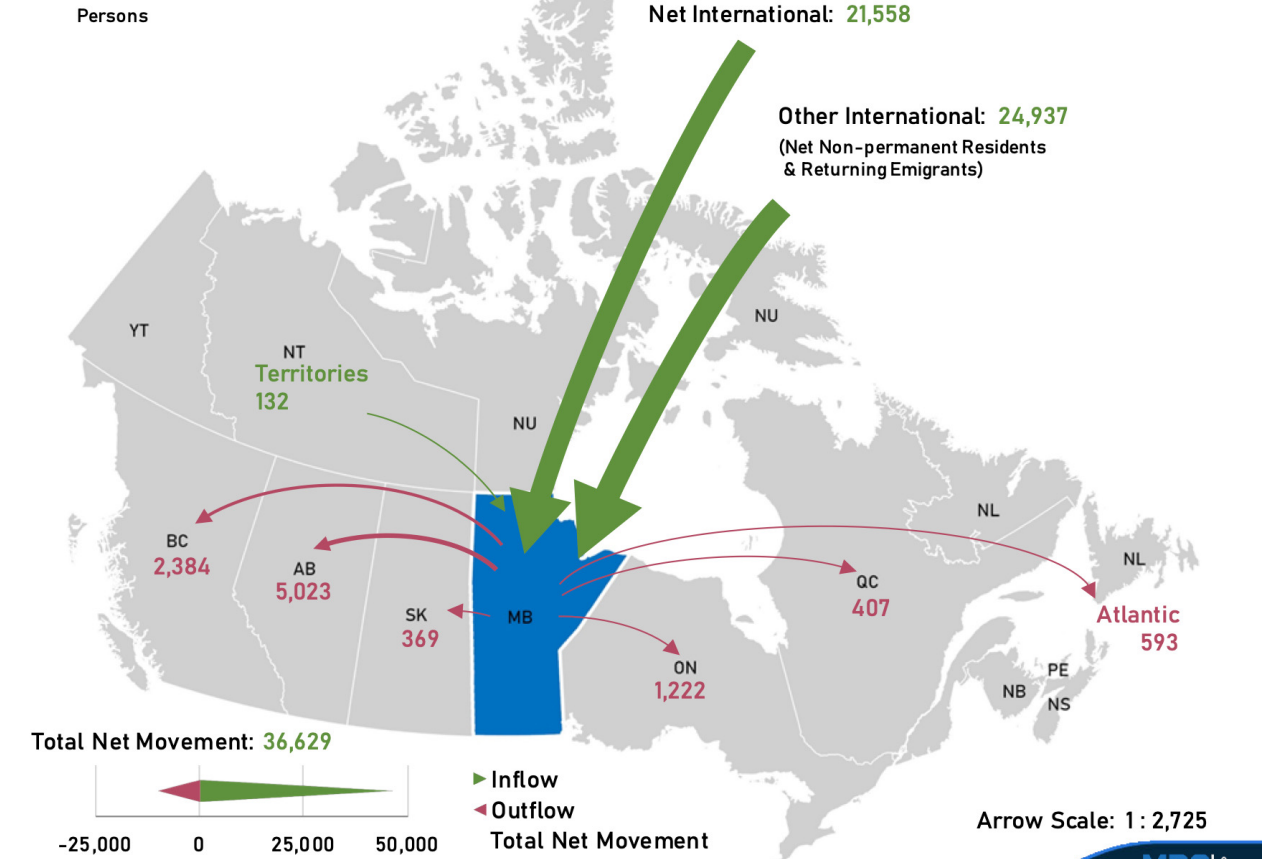 Persons
Net International: 21,558
Other International: 24,937
(Net Non-permanent Residents
& Returning Emigrants)
YT
NT
Territories
132
NU
NU
NL
NL
BC
2,384
AB
5,023
SK
369
MB
QC
407
Atlantic
593
ON
1,222
PE
NB
NS
Total Net Movement: 36,629
-25,000 0 25,000 50,000
Inflow
Outflow
Total Net Movement
Arrow Scale: 1 : 2,725